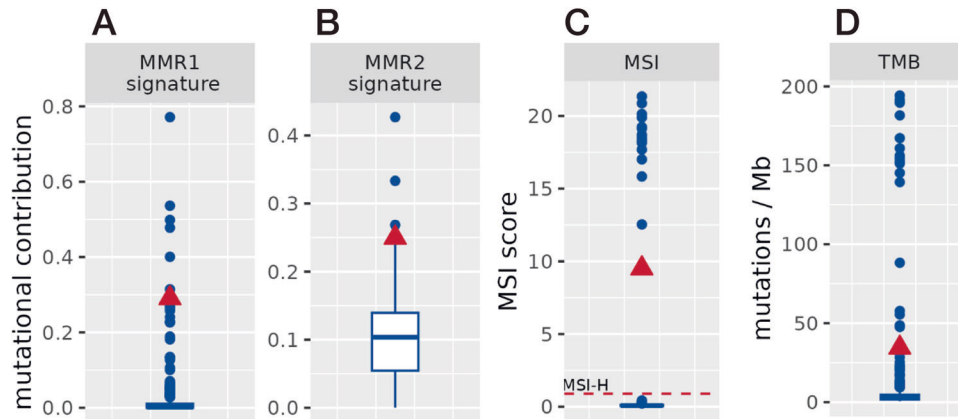 A
B
C
D
MMR1
signature
MMR2
signature
MSI
TMB
mutational contribution
0.8
0.6
0.4
0.2
0.0
0.4
0.3
0.2
0.1
0.0
MSI score
20
15
10
5
0
MSI-H
mutations / Mb
200
150
100
50
0